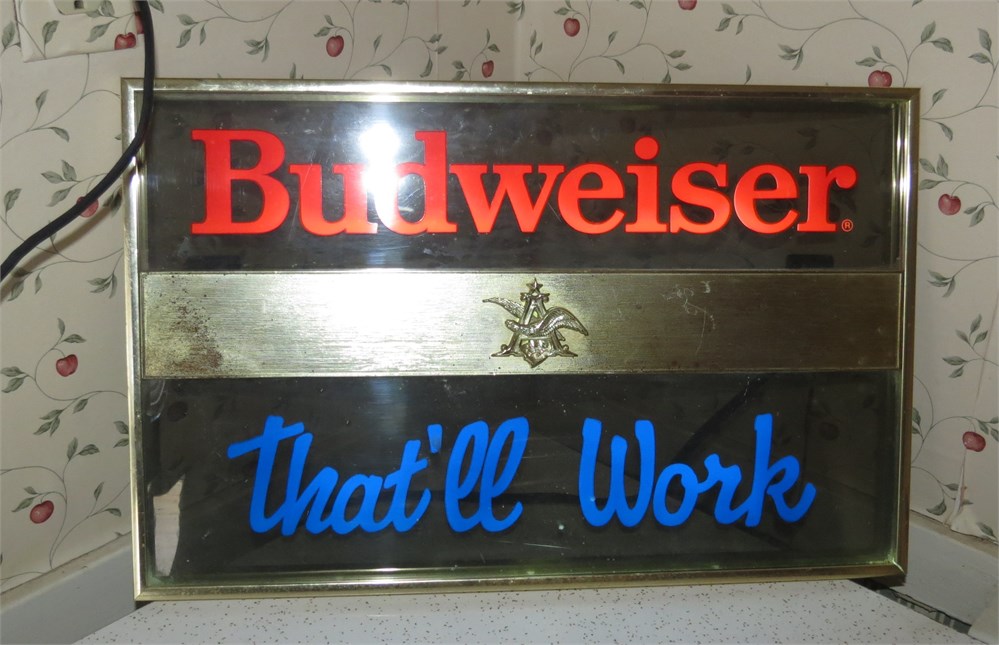 Budweiser®
A
that'll Work